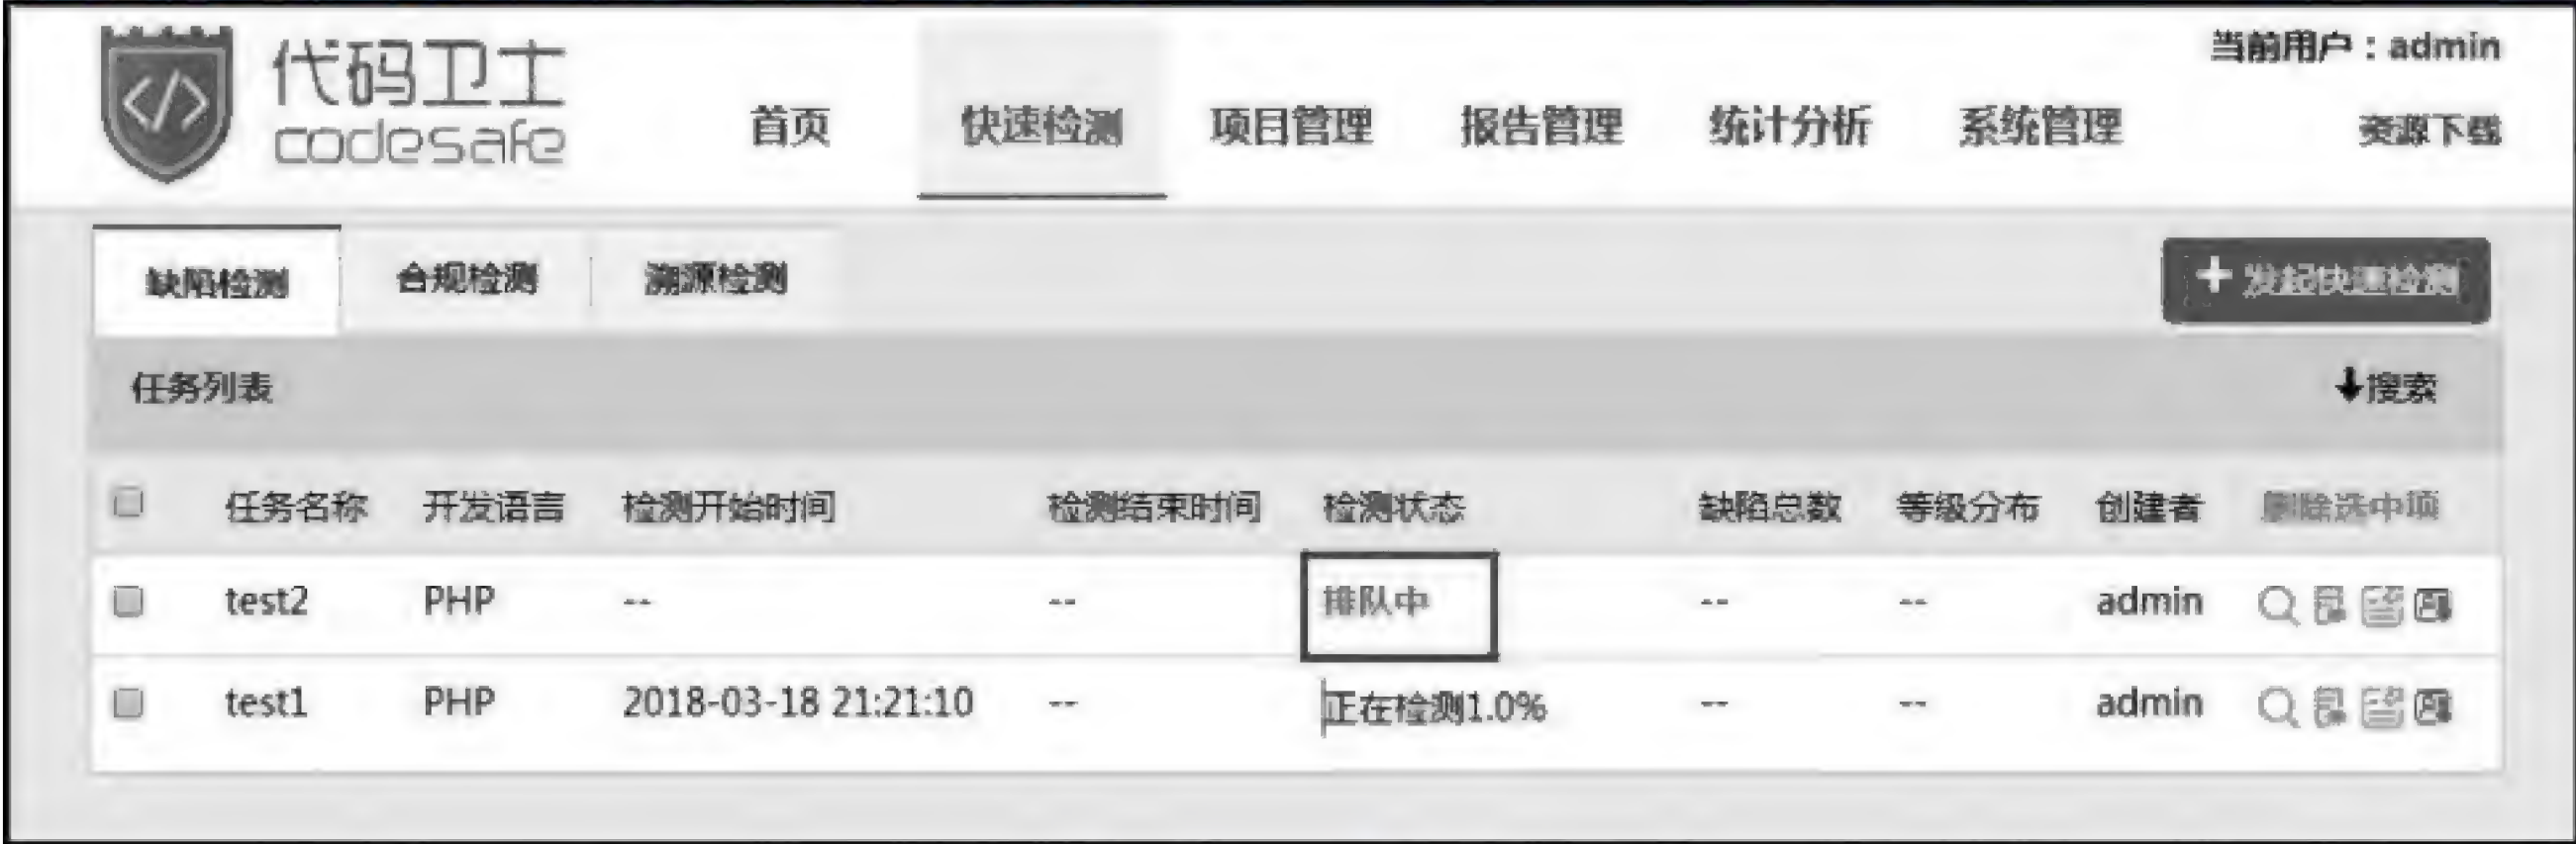 当前用户：admin
代码卫士
codesafe
首页 快速检测 项目管理 报告管理 统计分析 系统管理 资源下载
缺陷检测 合规检测 溯源检测 + 发起快速检测
任务列表 搜索
任务名称 开发语言 检测开始时间 检测结束时间 检测状态 缺陷总数 等级分布 创建者 删除选中项
test2 PHP -- -- 排队中 -- -- admin
test1 PHP 2018-03-18 21:21:10 -- 正在检测1.0% -- -- admin